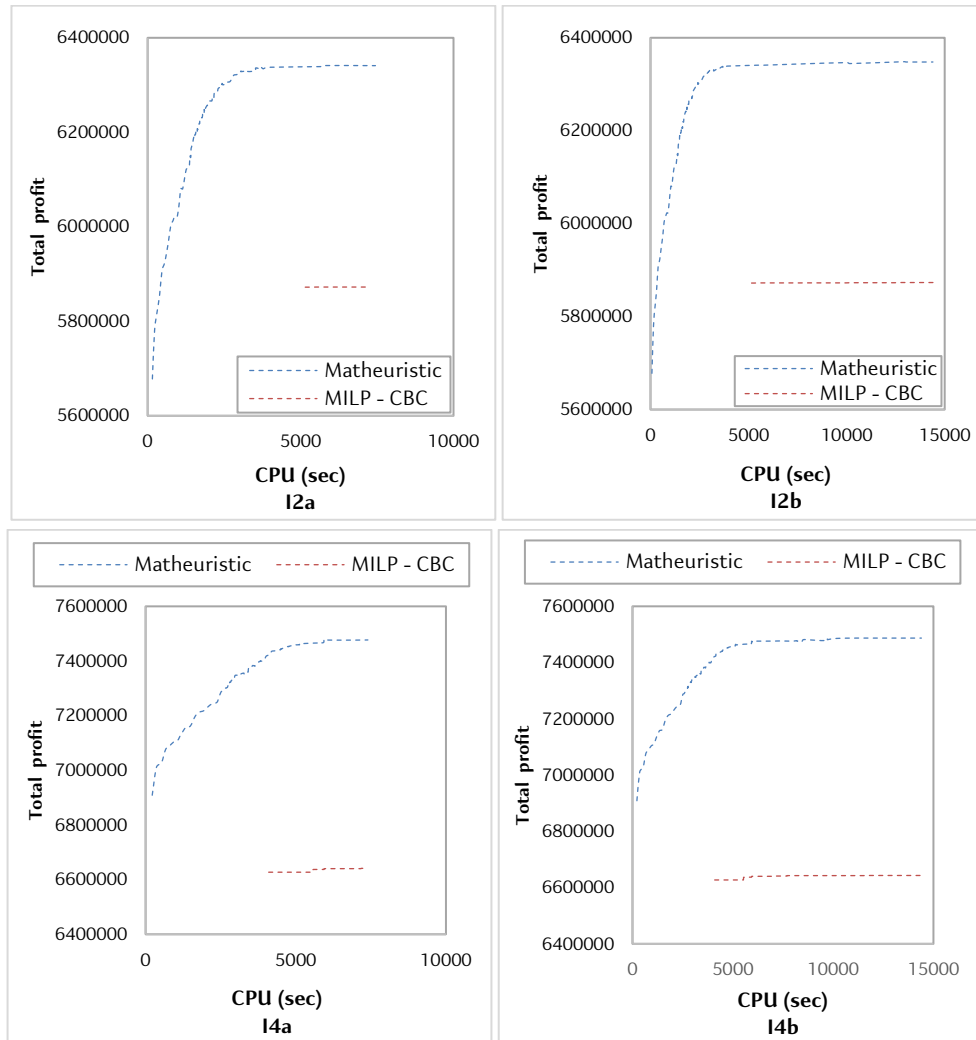 6400000
6200000
6000000
5800000
5600000
Total profit
Matheuristic
MILP - CBC
0
5000
10000
CPU (sec)
I2a
6400000
6200000
6000000
5800000
5600000
Total profit
Matheuristic
MILP - CBC
0
5000
10000
15000
CPU (sec)
I2b
Matheuristic
MILP - CBC
7600000
7400000
7200000
7000000
6800000
6600000
6400000
Total profit
0
5000
10000
CPU (sec)
I4a
Matheuristic
MILP - CBC
7600000
7400000
7200000
7000000
6800000
6600000
6400000
Total profit
0
5000
10000
15000
CPU (sec)
I4b